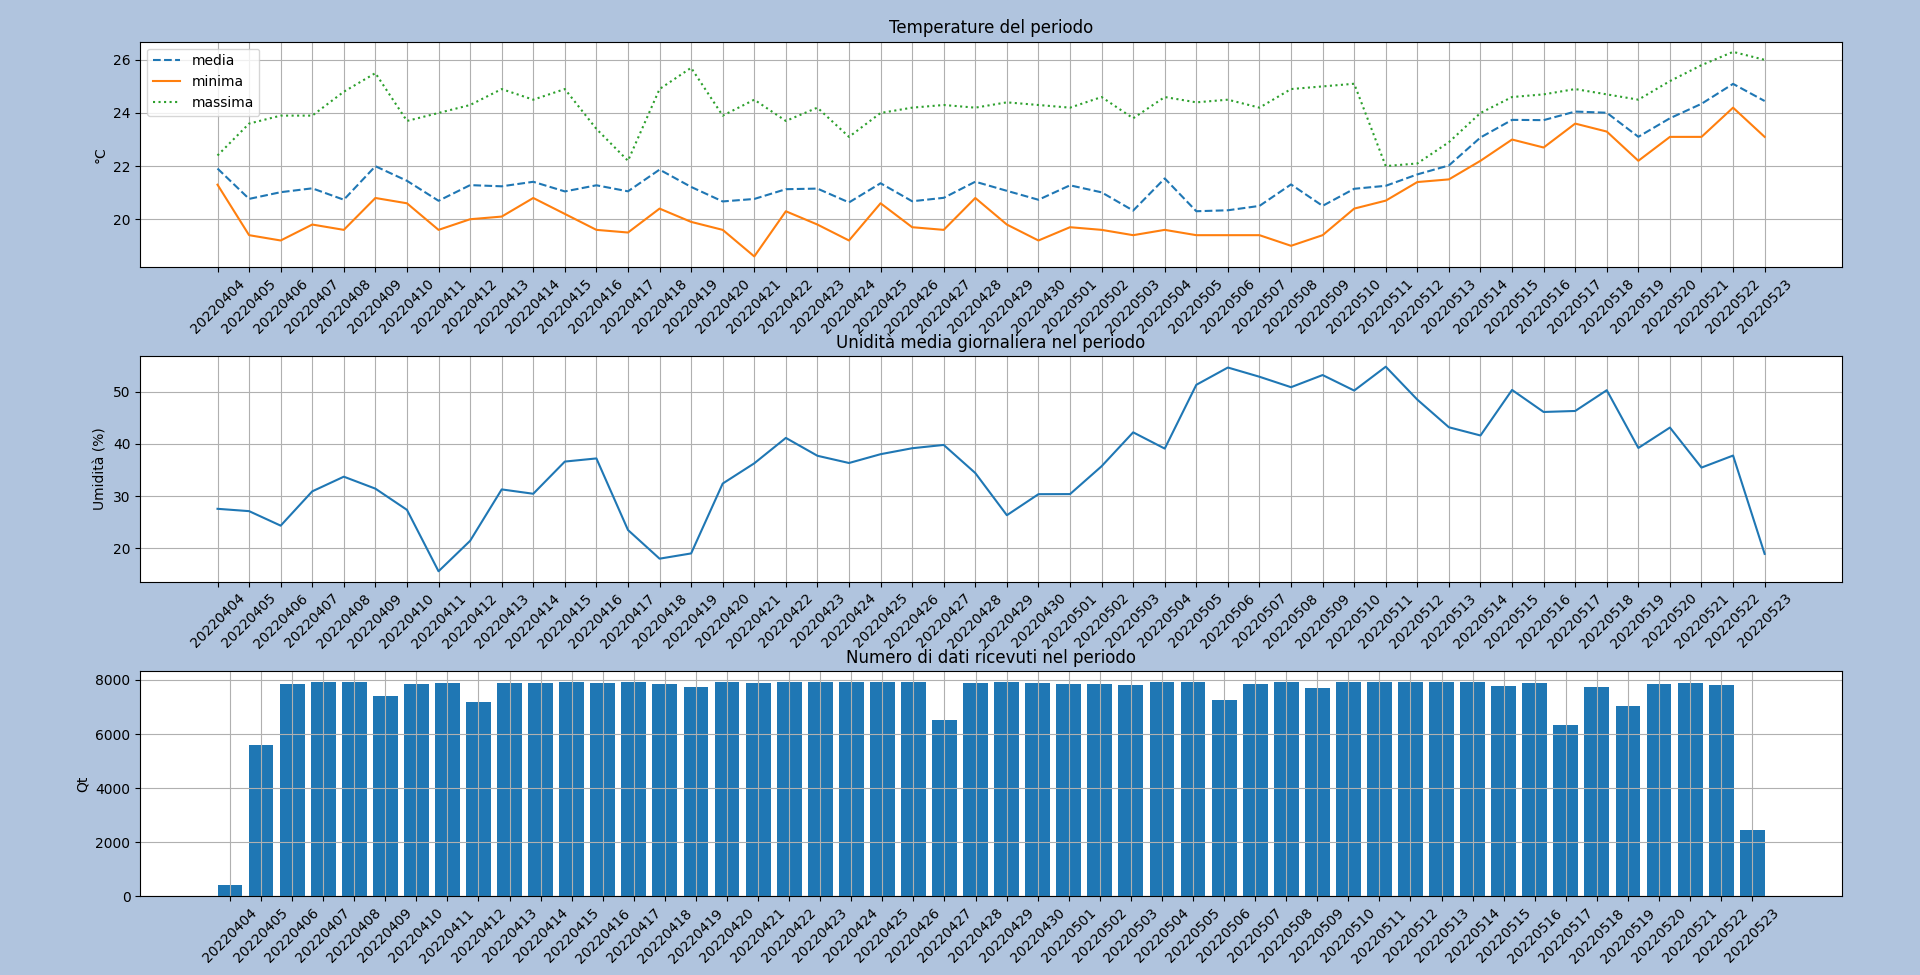 Temperature del periodo
media
minima
massima
°C
26
24
22
20
20220404 20220405 20220406 20220407 20220408 20220409 20220410 20220411 20220412 20220413 20220414 20220415 20220416 20220417 20220418 20220419 20220420 20220421 20220422 20220423 20220424 20220425 20220426 20220427 20220428 20220429 20220430 20220501 20220502 20220503 20220504 20220505 20220506 20220507 20220508 20220509 20220510 20220511 20220512 20220513 20220514 20220515 20220516 20220517 20220518 20220519 20220520 20220521 20220522 20220523
Unidità media giornaliera nel periodo
Umidità (%)
50
40
30
20
20220404 20220405 20220406 20220407 20220408 20220409 20220410 20220411 20220412 20220413 20220414 20220415 20220416 20220417 20220418 20220419 20220420 20220421 20220422 20220423 20220424 20220425 20220426 20220427 20220428 20220429 20220430 20220501 20220502 20220503 20220504 20220505 20220506 20220507 20220508 20220509 20220510 20220511 20220512 20220513 20220514 20220515 20220516 20220517 20220518 20220519 20220520 20220521 20220522 20220523
Numero di dati ricevuti nel periodo
Qt
8000
6000
4000
2000
0
20220404 20220405 20220406 20220407 20220408 20220409 20220410 20220411 20220412 20220413 20220414 20220415 20220416 20220417 20220418 20220419 20220420 20220421 20220422 20220423 20220424 20220425 20220426 20220427 20220428 20220429 20220430 20220501 20220502 20220503 20220504 20220505 20220506 20220507 20220508 20220509 20220510 20220511 20220512 20220513 20220514 20220515 20220516 20220517 20220518 20220519 20220520 20220521 20220522 20220523